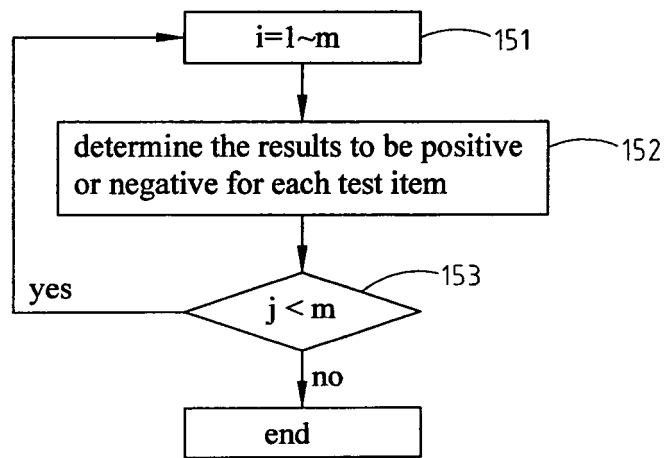 i=1~m
151
determine the results to be positive
or negative for each test item
152
153
j < m
yes
no
end